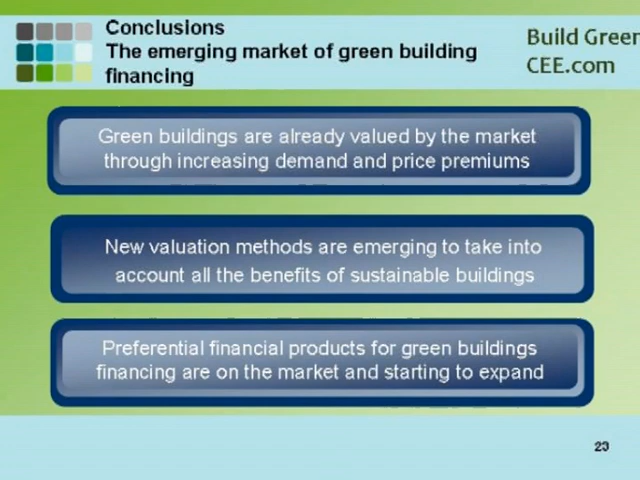 Conclusions
The emerging market of green building
financing
Build Green
CEE.com
Green buildings are already valued by the market
through increasing demand and price premiums
New valuation methods are emerging to take into
account all the benefits of sustainable buildings
Preferential financial products for green buildings
financing are on the market and starting to expand
23